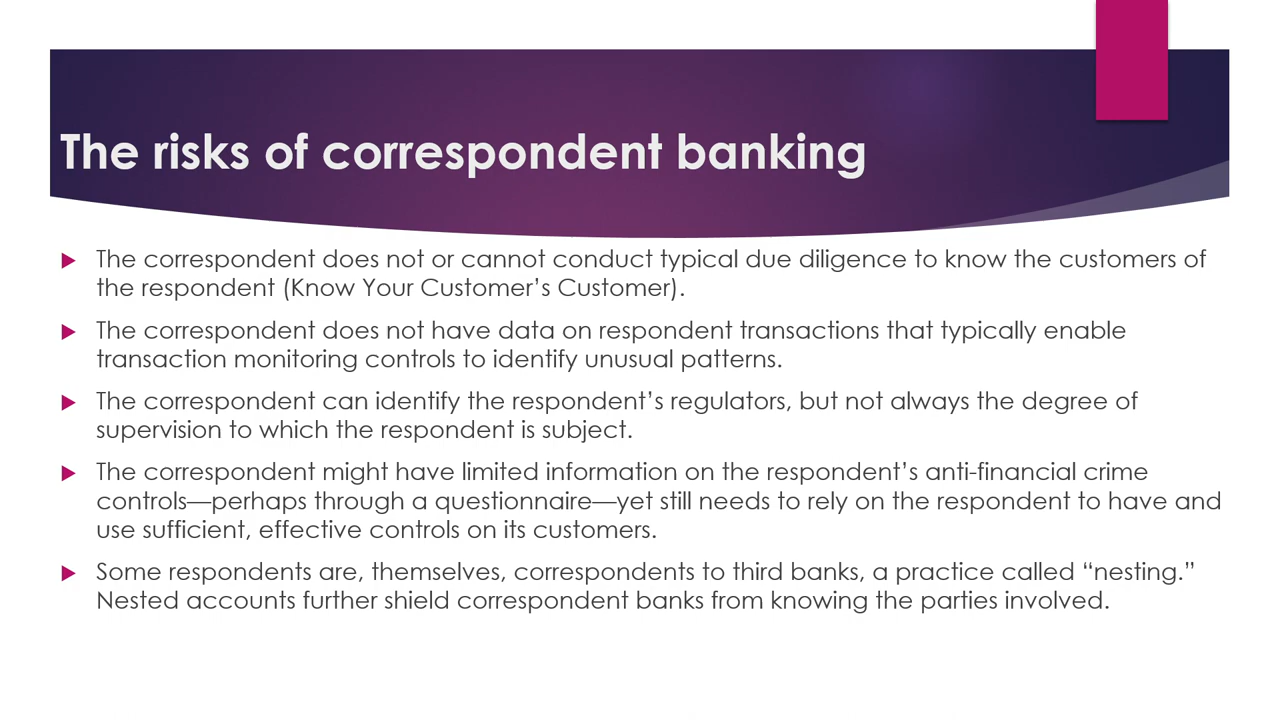 The risks of correspondent banking
The correspondent does not or cannot conduct typical due diligence to know the customers of
the respondent (Know Your Customer’s Customer).
The correspondent does not have data on respondent transactions that typically enable
transaction monitoring controls to identify unusual patterns.
The correspondent can identify the respondent’s regulators, but not always the degree of
supervision to which the respondent is subject.
The correspondent might have limited information on the respondent’s anti-financial crime
controls—perhaps through a questionnaire—yet still needs to rely on the respondent to have and
use sufficient, effective controls on its customers.
Some respondents are, themselves, correspondents to third banks, a practice called “nesting.”
Nested accounts further shield correspondent banks from knowing the parties involved.